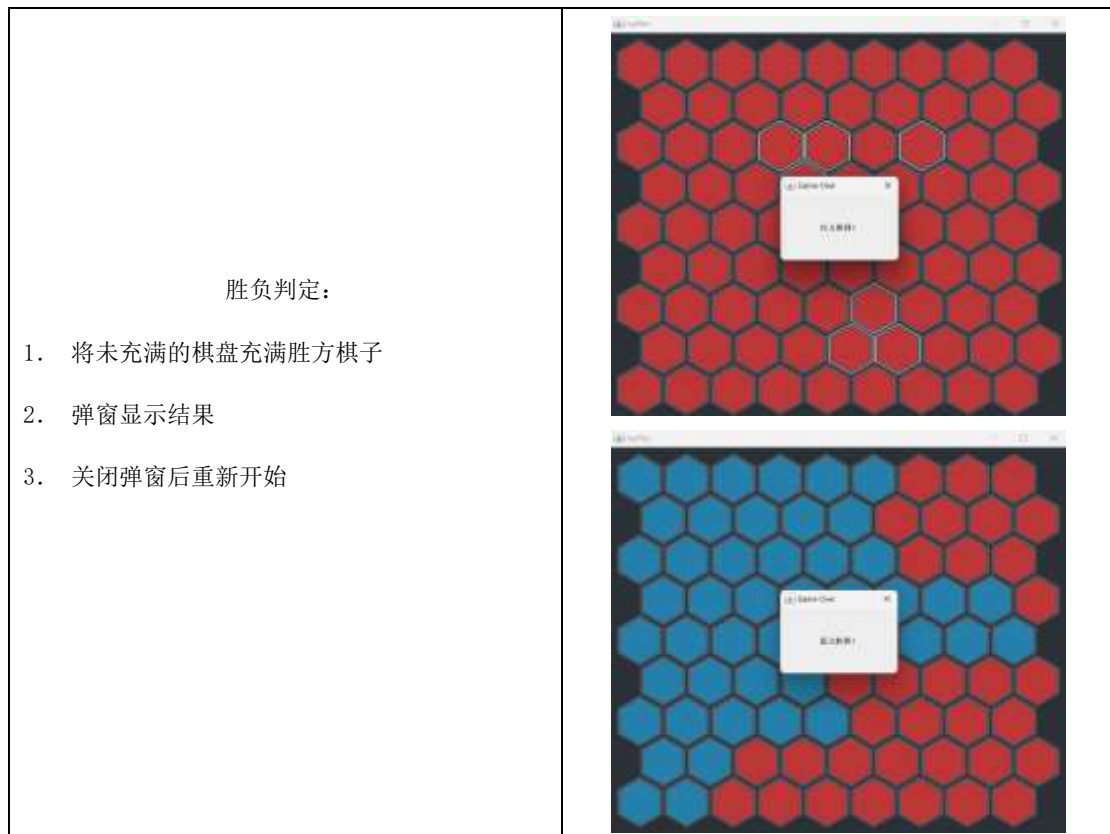 胜负判定：
1. 将未充满的棋盘充满胜方棋子
2. 弹窗显示结果
3. 关闭弹窗后重新开始
Game Over
Game Over